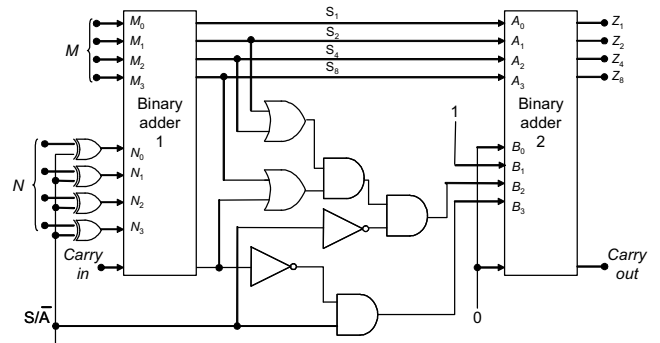 M
M₀
M₁
M₂
M₃
Binary
adder
1
N
N₀
N₁
N₂
N₃
Carry
in
S/A̅
S₁
S₂
S₄
S₈
1
0
A₀
A₁
A₂
A₃
Binary
adder
2
B₀
B₁
B₂
B₃
Z₁
Z₂
Z₄
Z₈
Carry
out